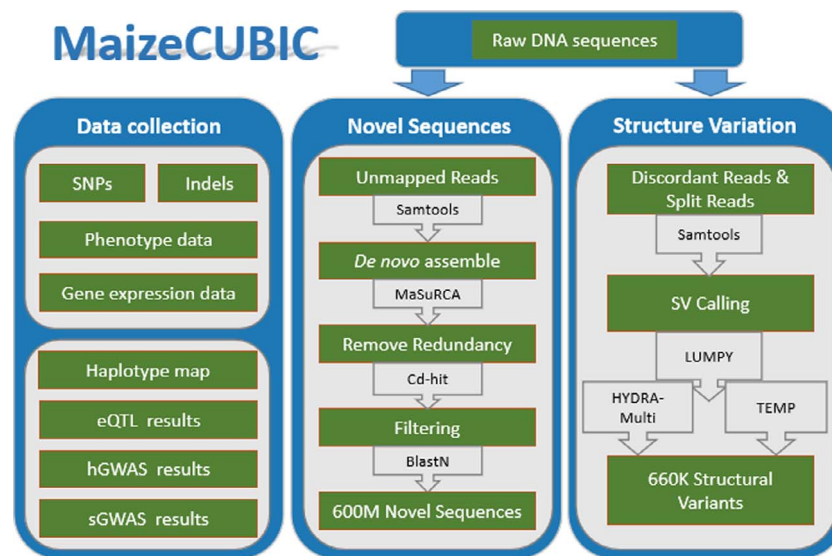 MaizeCUBIC
Raw DNA sequences
Data collection
SNPs
Indels
Phenotype data
Gene expression data
Haplotype map
eQTL results
hGWAS results
sGWAS results
Novel Sequences
Unmapped Reads
Samtools
De novo assemble
MaSuRCA
Remove Redundancy
Cd-hit
Filtering
BlastN
600M Novel Sequences
Structure Variation
Discordant Reads &
Split Reads
Samtools
SV Calling
LUMPY
HYDRA-
Multi
TEMP
660K Structural
Variants